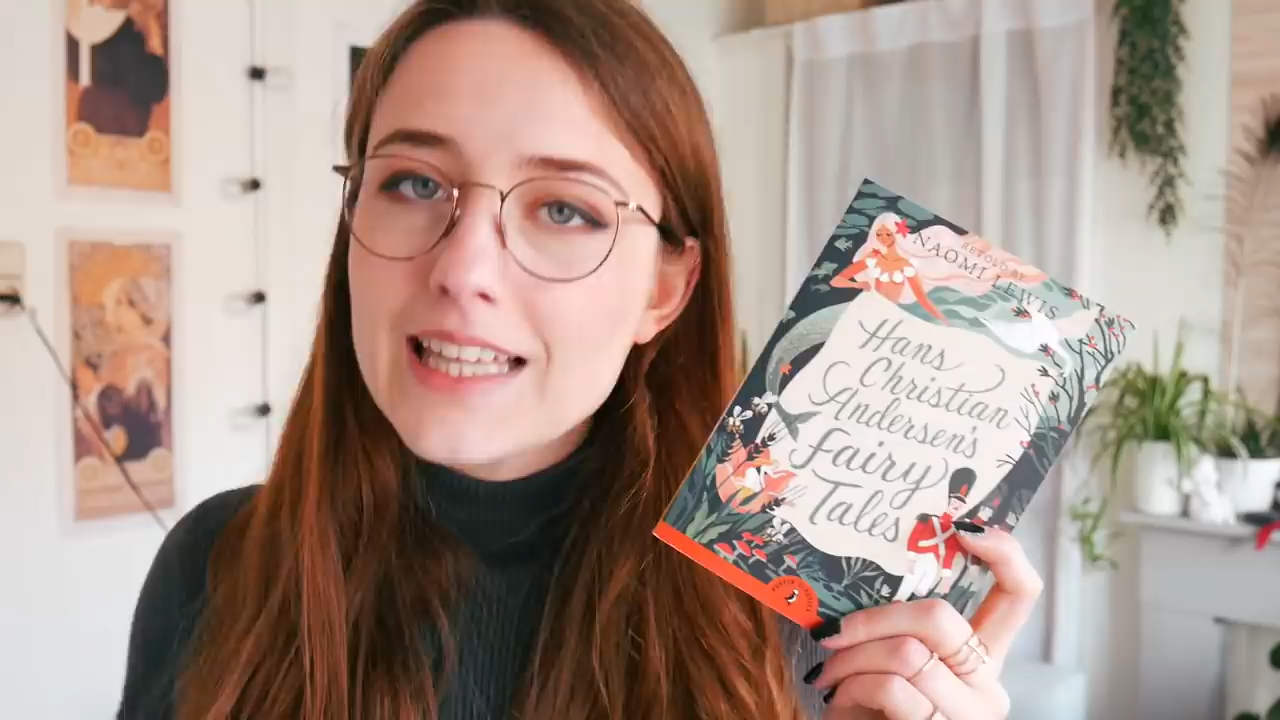 RETOLD BY
NAOMI LEWIS
Hans
Christian
Andersen's
Fairy
Tales